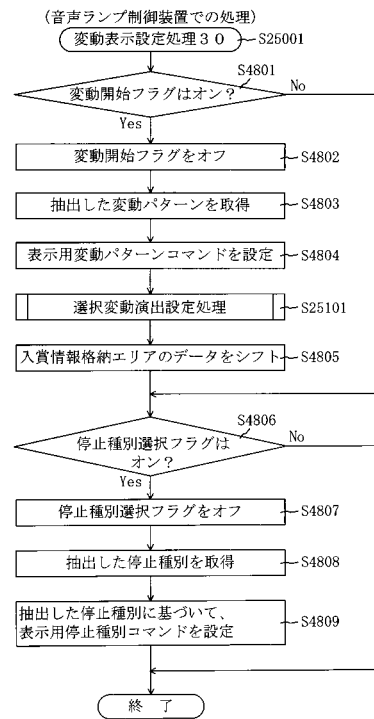 (音声ランプ制御装置での処理)
変動表示設定処理30
S25001
S4801
変動開始フラグはオン?
No
Yes
変動開始フラグをオフ
S4802
抽出した変動パターンを取得
S4803
表示用変動パターンコマンドを設定
S4804
選択変動演出設定処理
S25101
入賞情報格納エリアのデータをシフト
S4805
S4806
停止種別選択フラグは
オン?
No
Yes
停止種別選択フラグをオフ
S4807
抽出した停止種別を取得
S4808
抽出した停止種別に基づいて、
表示用停止種別コマンドを設定
S4809
終 了